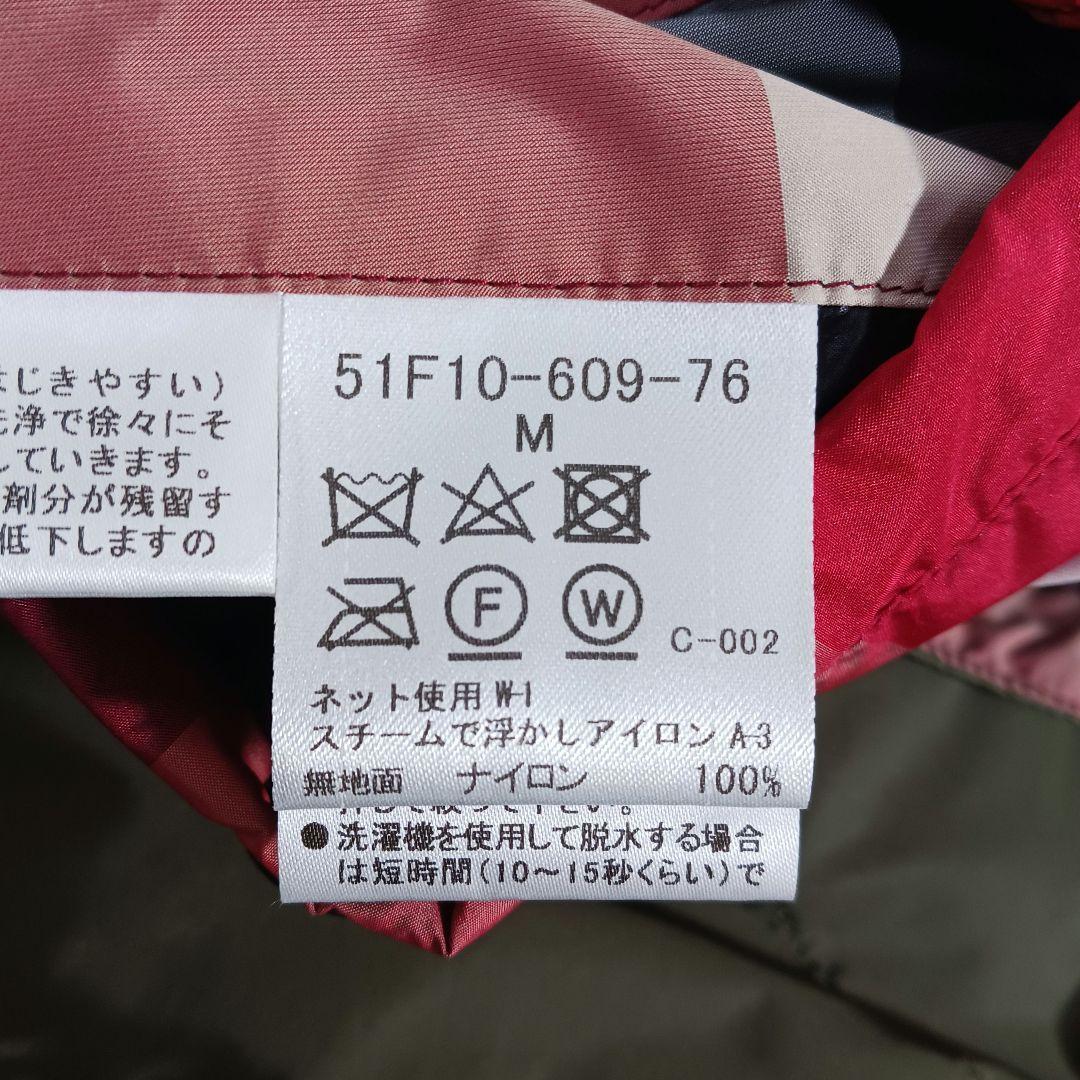 じきやすい)
浄で徐々にそ
していきます。
剤分が残留す
低下しますの
51F10-609-76
M
F
W
C-002
ネット使用 W-1
スチームで浮かしアイロン A-3
無地面 ナイロン 100%
●洗濯機を使用して脱水する場合
は短時間(10〜15秒くらい)で